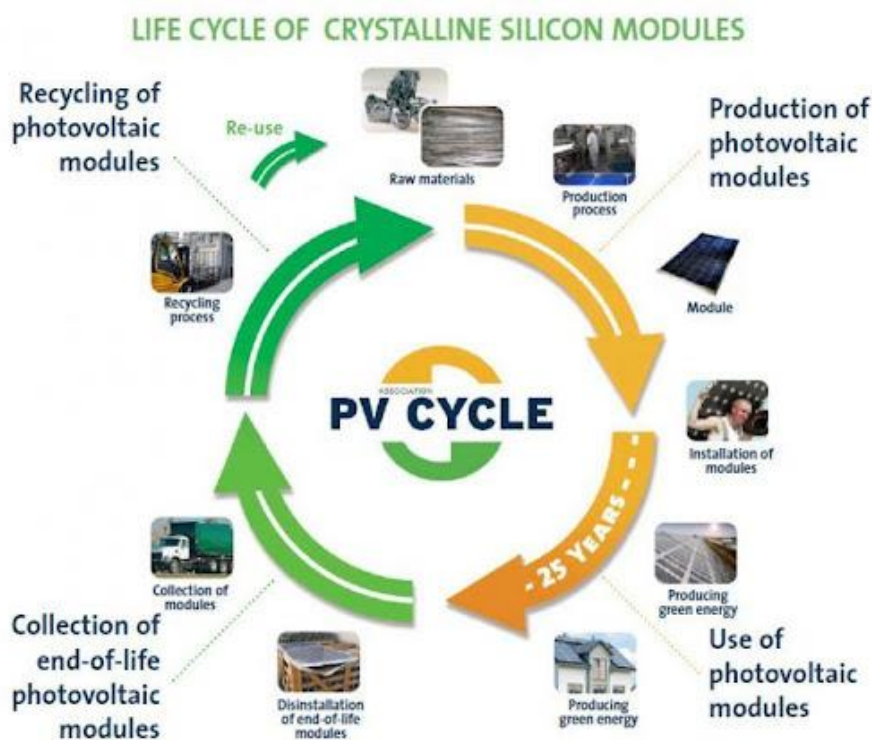 LIFE CYCLE OF CRYSTALLINE SILICON MODULES
Recycling of
photovoltaic
modules
Re-use
Raw materials
Production
process
Production of
photovoltaic
modules
Module
Recycling
process
ASSOCIATION
PV CYCLE
Installation of
modules
- 25 YEARS - - -
Collection of
modules
Producing
green energy
Collection of
end-of-life
photovoltaic
modules
Disinstallation
of end-of-life
modules
Producing
green energy
Use of
photovoltaic
modules